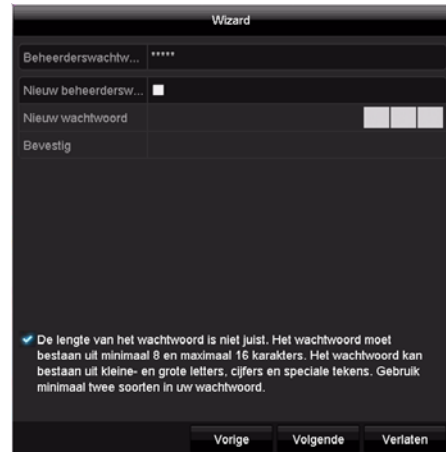 Wizard
Beheerderswachtw... *****
Nieuw beheerdersw...
Nieuw wachtwoord
Bevestig
De lengte van het wachtwoord is niet juist. Het wachtwoord moet
bestaan uit minimaal 8 en maximaal 16 karakters. Het wachtwoord kan
bestaan uit kleine- en grote letters, cijfers en speciale tekens. Gebruik
minimaal twee soorten in uw wachtwoord.
Vorige Volgende Verlaten